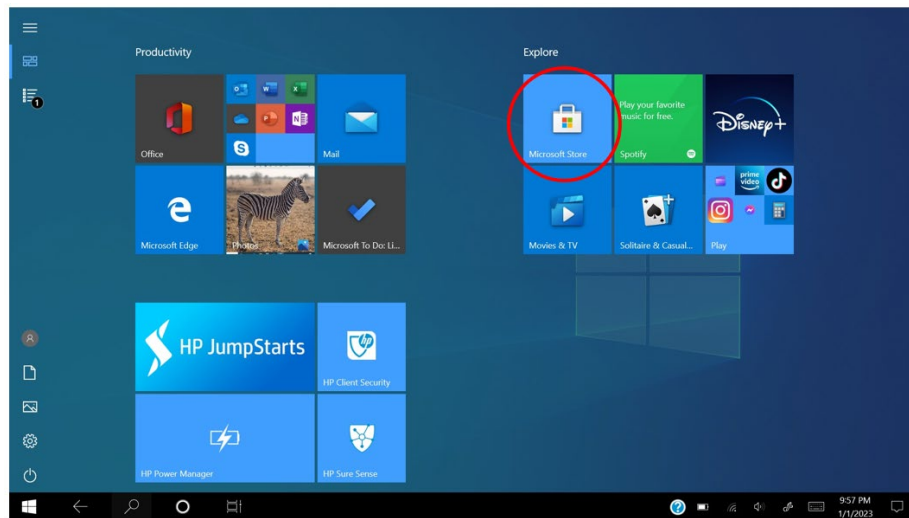 Productivity
Explore
1
Office
Mail
Play your favorite
music for free.
Microsoft Store
Spotify
Disney+
Microsoft Edge
Photos
Microsoft To Do: Li...
Movies & TV
Solitaire & Casual...
prime
video
Play
HP JumpStarts
hp
HP Client Security
HP Power Manager
HP Sure Sense
9:57 PM
1/1/2023